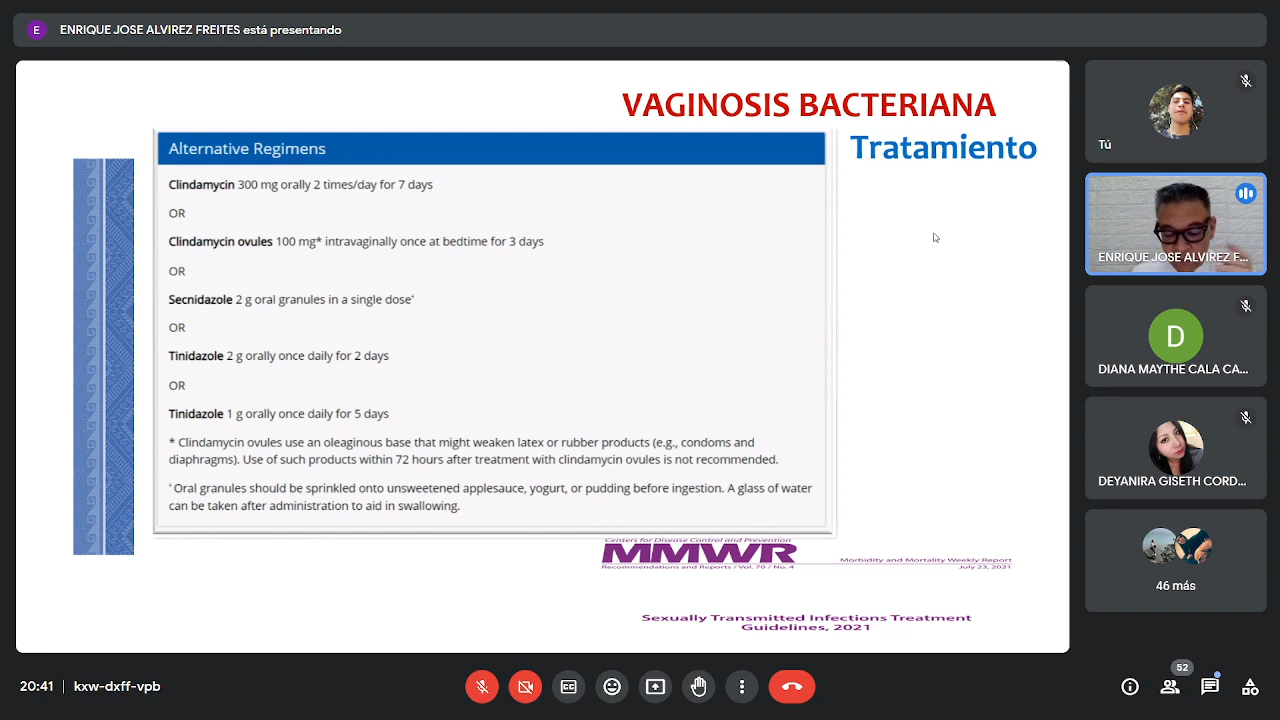 E
ENRIQUE JOSE ALVIREZ FREITES está presentando
VAGINOSIS BACTERIANA
Tratamiento
Alternative Regimens
Clindamycin 300 mg orally 2 times/day for 7 days
OR
Clindamycin ovules 100 mg* intravaginally once at bedtime for 3 days
OR
Secnidazole 2 g oral granules in a single dose⁺
OR
Tinidazole 2 g orally once daily for 2 days
OR
Tinidazole 1 g orally once daily for 5 days
* Clindamycin ovules use an oleaginous base that might weaken latex or rubber products (e.g., condoms and
diaphragms). Use of such products within 72 hours after treatment with clindamycin ovules is not recommended.
⁺ Oral granules should be sprinkled onto unsweetened applesauce, yogurt, or pudding before ingestion. A glass of water
can be taken after administration to aid in swallowing.
Centers for Disease Control and Prevention
MMWR
Morbidity and Mortality Weekly Report
Recommendations and Reports / Vol. 70 / No. 4
July 23, 2021
Sexually Transmitted Infections Treatment
Guidelines, 2021
Tú
ENRIQUE JOSE ALVIREZ F...
D
DIANA MAYTHE CALA CA...
DEYANIRA GISETH CORD...
46 más
20:41 | kxw-dxff-vpb
52